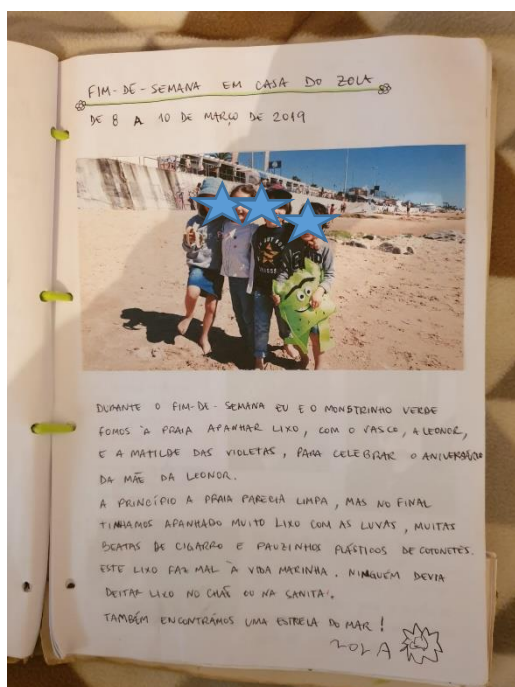 FIM-DE-SEMANA EM CASA DO ZOLA
DE 8 A 10 DE MARÇO DE 2019
DURANTE O FIM-DE-SEMANA EU E O MONSTRINHO VERDE
FOMOS À PRAIA APANHAR LIXO, COM O VASCO, A LEONOR,
E A MATILDE DAS VIOLETAS, PARA CELEBRAR O ANIVERSÁRIO
DA MÃE DA LEONOR.
A PRINCÍPIO A PRAIA PARECIA LIMPA, MAS NO FINAL
TINHAMOS APANHADO MUITO LIXO COM AS LUVAS, MUITAS
BEATAS DE CIGARRO E PAUZINHOS PLÁSTICOS DE COTONETES.
ESTE LIXO FAZ MAL À VIDA MARINHA. NINGUÉM DEVIA
DEITAR LIXO NO CHÃO OU NA SANITA.
TAMBÉM ENCONTRÁMOS UMA ESTRELA DO MAR!
ZOLA